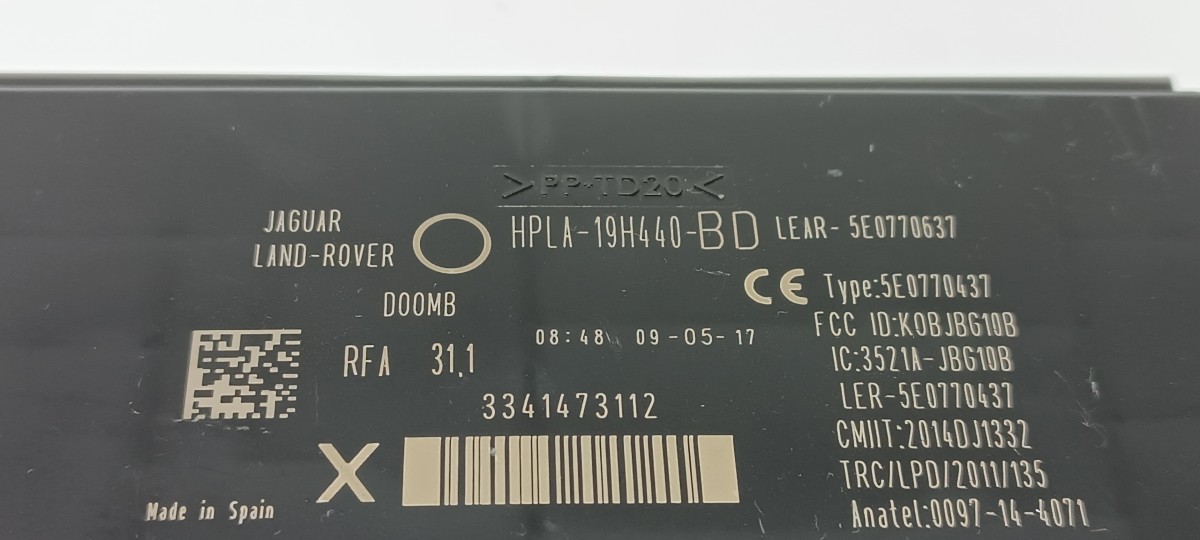 >PP-TD20<
JAGUAR
LAND-ROVER
HPLA-19H440-BD
LEAR- 5E0770637
D00MB
CE
Type:5E0770437
08:48 09-05-17
FCC ID:K0BJBG10B
RFA 31.1
IC:3521A-JBG10B
LER-5E0770437
3341473112
CMIIT:2014DJ1332
X
TRC/LPD/2011/135
Made in Spain
Anatel:0097-14-4071